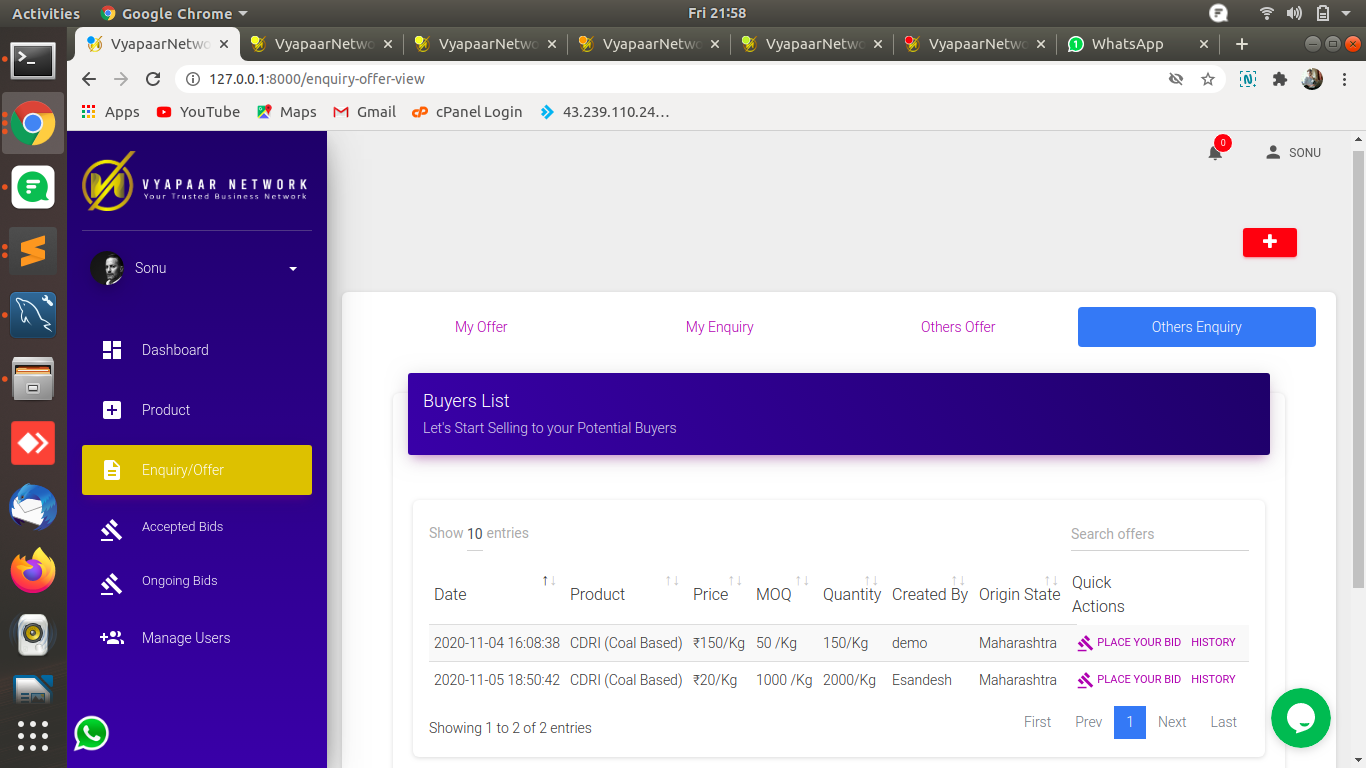 Activities Google Chrome Fri 21:58
VyapaarNetwo VyapaarNetwo VyapaarNetwo VyapaarNetwo VyapaarNetwo VyapaarNetwo 1 WhatsApp
127.0.0.1:8000/enquiry-offer-view
Apps YouTube Maps Gmail cPanel Login 43.239.110.24…
VYAPAAR NETWORK
Your Trusted Business Network
0
SONU
Sonu
Dashboard
Product
Enquiry/Offer
Accepted Bids
Ongoing Bids
Manage Users
My Offer My Enquiry Others Offer Others Enquiry
Buyers List
Let's Start Selling to your Potential Buyers
Show 10 entries Search offers
Date Product Price MOQ Quantity Created By Origin State Quick Actions
2020-11-04 16:08:38 CDRI (Coal Based) ₹150/Kg 50 /Kg 150/Kg demo Maharashtra PLACE YOUR BID HISTORY
2020-11-05 18:50:42 CDRI (Coal Based) ₹20/Kg 1000 /Kg 2000/Kg Esandesh Maharashtra PLACE YOUR BID HISTORY
Showing 1 to 2 of 2 entries First Prev 1 Next Last